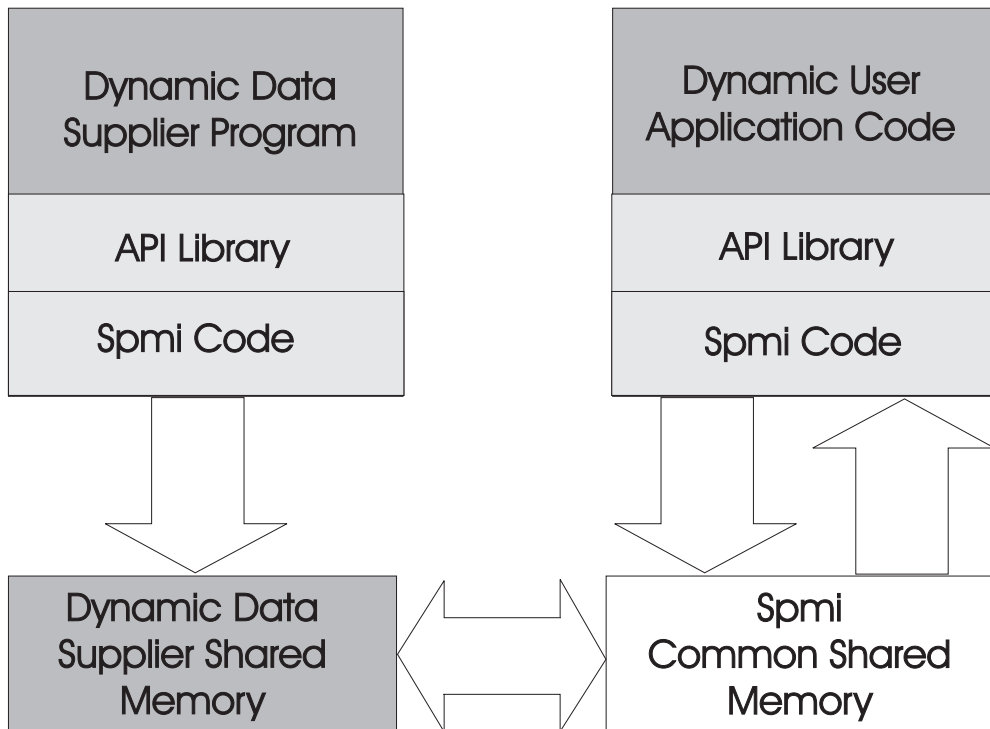 Dynamic Data
Supplier Program
API Library
Spmi Code
Dynamic User
Application Code
API Library
Spmi Code
Dynamic Data
Supplier Shared
Memory
Spmi
Common Shared
Memory